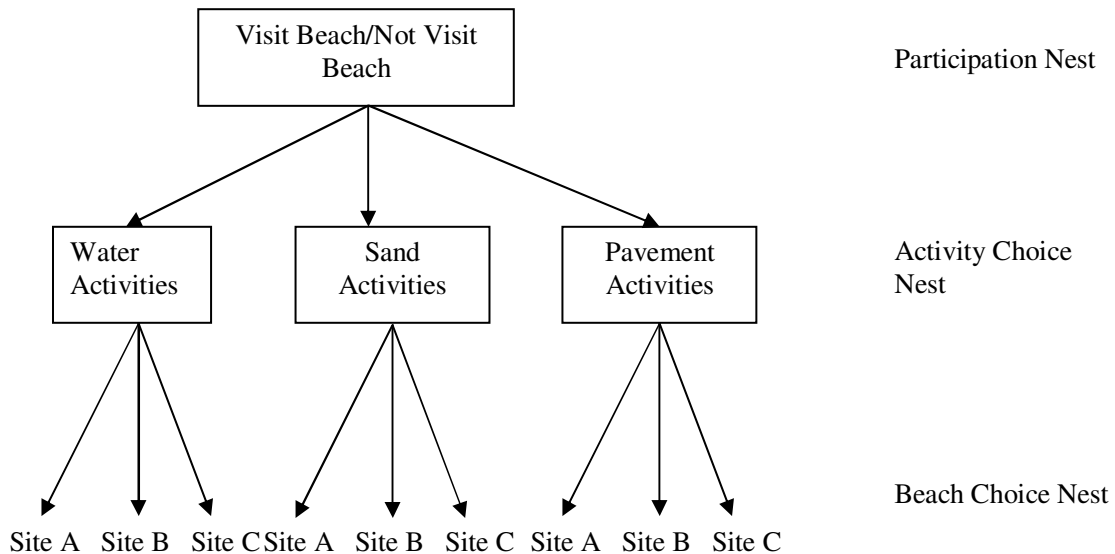 Visit Beach/Not Visit
Beach
Participation Nest
Water
Activities
Sand
Activities
Pavement
Activities
Activity Choice
Nest
Beach Choice Nest
Site A Site B Site C Site A Site B Site C Site A Site B Site C